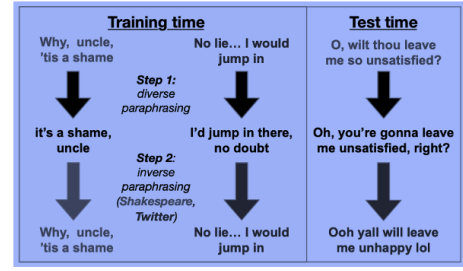 Training time
Test time
Why, uncle,
'tis a shame
No lie... I would
jump in
O, wilt thou leave
me so unsatisfied?
Step 1:
diverse
paraphrasing
it's a shame,
uncle
I'd jump in there,
no doubt
Oh, you're gonna leave
me unsatisfied, right?
Step 2:
inverse
paraphrasing
(Shakespeare,
Twitter)
Why, uncle,
'tis a shame
No lie... I would
jump in
Ooh yall will leave
me unhappy lol